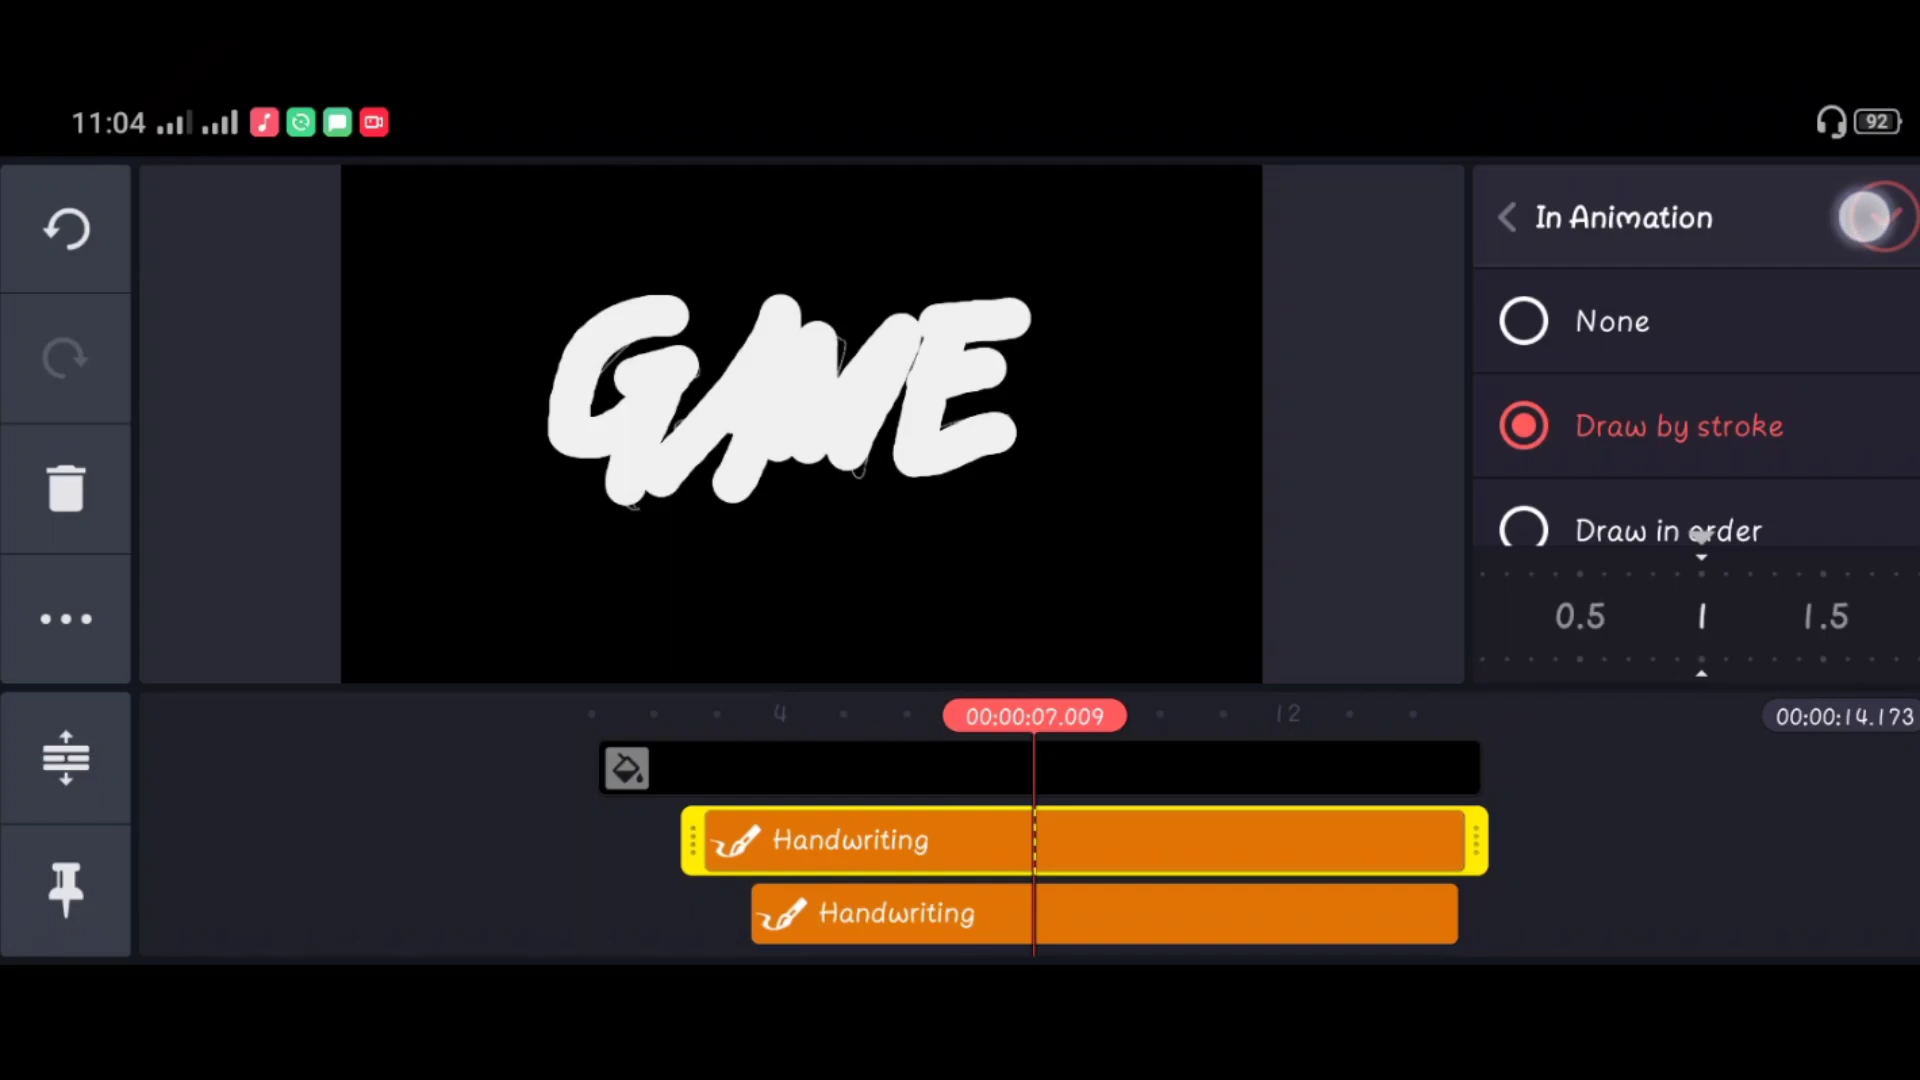 11:04
92
In Animation
None
Draw by stroke
Draw in order
0.5 1 1.5
GAME
4 00:00:07.009 12 00:00:14.173
Handwriting
Handwriting